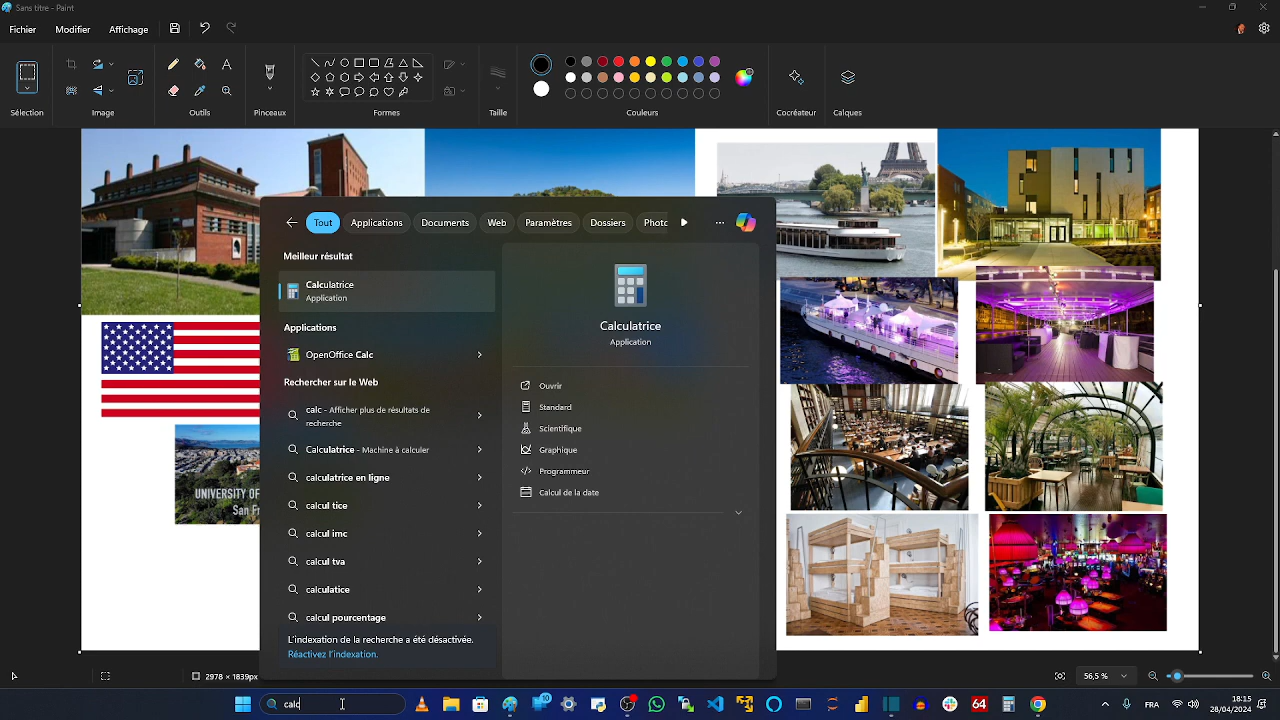 Sans titre - Paint
Fichier Modifier Affichage
Sélection
Image
Outils
Pinceaux
Formes
Taille
Couleurs
Cocréateur
Calques
Tout Applications Documents Web Paramètres Dossiers Photo
Meilleur résultat
Calculatrice
Application
Applications
OpenOffice Calc
Rechercher sur le Web
calc - Afficher plus de résultats de
recherche
Calculatrice - Machine à calculer
calculatrice en ligne
calcul tice
calcul imc
calcul tva
calculatice
calcul pourcentage
L'indexation de la recherche a été désactivée.
Réactivez l'indexation.
Calculatrice
Application
Ouvrir
Standard
Scientifique
Graphique
Programmeur
Calcul de la date
UNIVERSITY OF
San Fr
2978 × 1839px
56,5 %
calc
10
64
FRA
18:15
28/04/2024